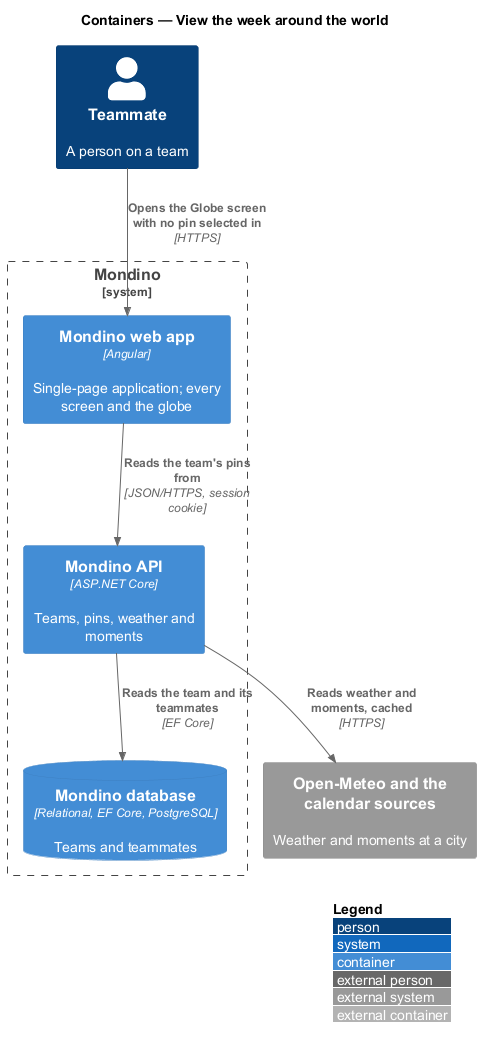 Containers — View the week around the world
Teammate
A person on a team
Opens the Globe screen
with no pin selected in
[HTTPS]
Mondino
[system]
Mondino web app
[Angular]
Single-page application; every
screen and the globe
Reads the team's pins
from
[JSON/HTTPS, session
cookie]
Mondino API
[ASP.NET Core]
Teams, pins, weather and
moments
Reads the team and its
teammates
[EF Core]
Reads weather and
moments, cached
[HTTPS]
Mondino database
[Relational, EF Core, PostgreSQL]
Teams and teammates
Open-Meteo and the
calendar sources
Weather and moments at a city
Legend
person
system
container
external person
external system
external container